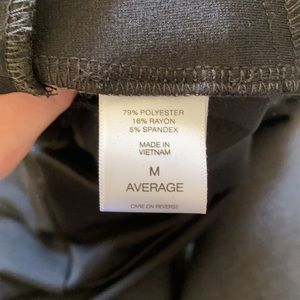 79% POLYESTER
16% RAYON
5% SPANDEX
MADE IN
VIETNAM
M
AVERAGE
CARE ON REVERSE